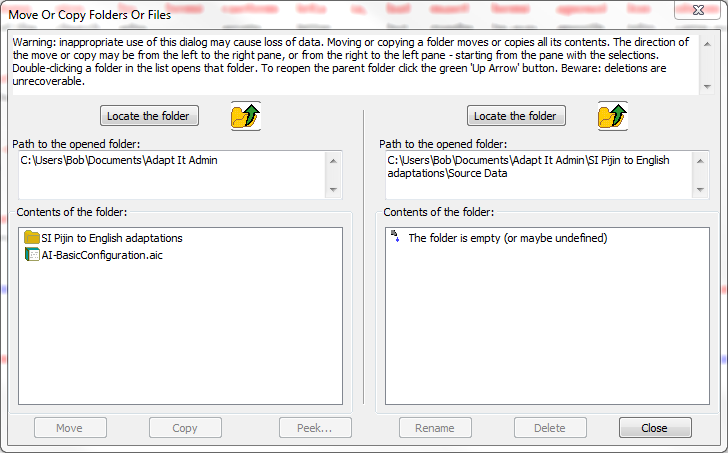 Move Or Copy Folders Or Files
Warning: inappropriate use of this dialog may cause loss of data. Moving or copying a folder moves or copies all its contents. The direction of
the move or copy may be from the left to the right pane, or from the right to the left pane - starting from the pane with the selections.
Double-clicking a folder in the list opens that folder. To reopen the parent folder click the green 'Up Arrow' button. Beware: deletions are
unrecoverable.
Locate the folder
Path to the opened folder:
C:\Users\Bob\Documents\Adapt It Admin
Contents of the folder:
SI Pijin to English adaptations
AI-BasicConfiguration.aic
Locate the folder
Path to the opened folder:
C:\Users\Bob\Documents\Adapt It Admin\SI Pijin to English
adaptations\Source Data
Contents of the folder:
The folder is empty (or maybe undefined)
Move
Copy
Peek...
Rename
Delete
Close